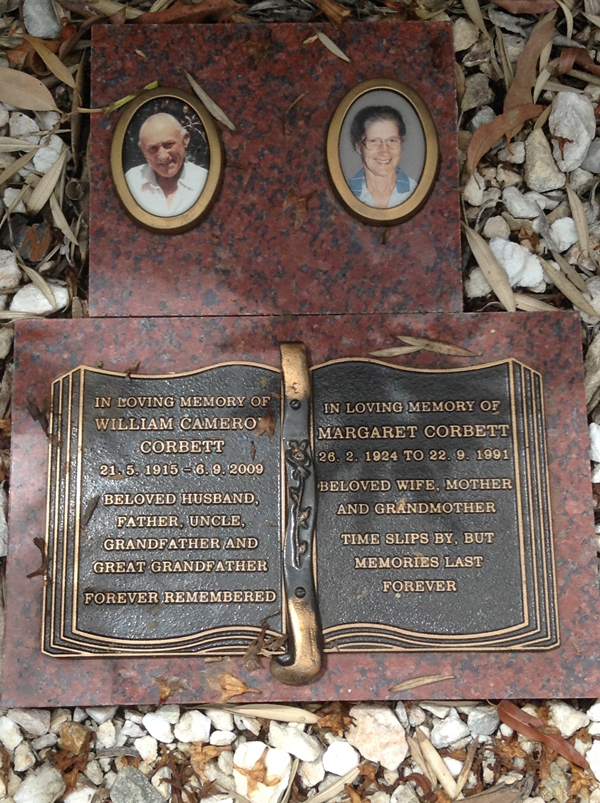 IN LOVING MEMORY OF
WILLIAM CAMERON
CORBETT
21. 5. 1915 - 6. 9. 2009
BELOVED HUSBAND,
FATHER, UNCLE,
GRANDFATHER AND
GREAT GRANDFATHER
FOREVER REMEMBERED
IN LOVING MEMORY OF
MARGARET CORBETT
26. 2. 1924 TO 22. 9. 1991
BELOVED WIFE, MOTHER
AND GRANDMOTHER
TIME SLIPS BY, BUT
MEMORIES LAST
FOREVER